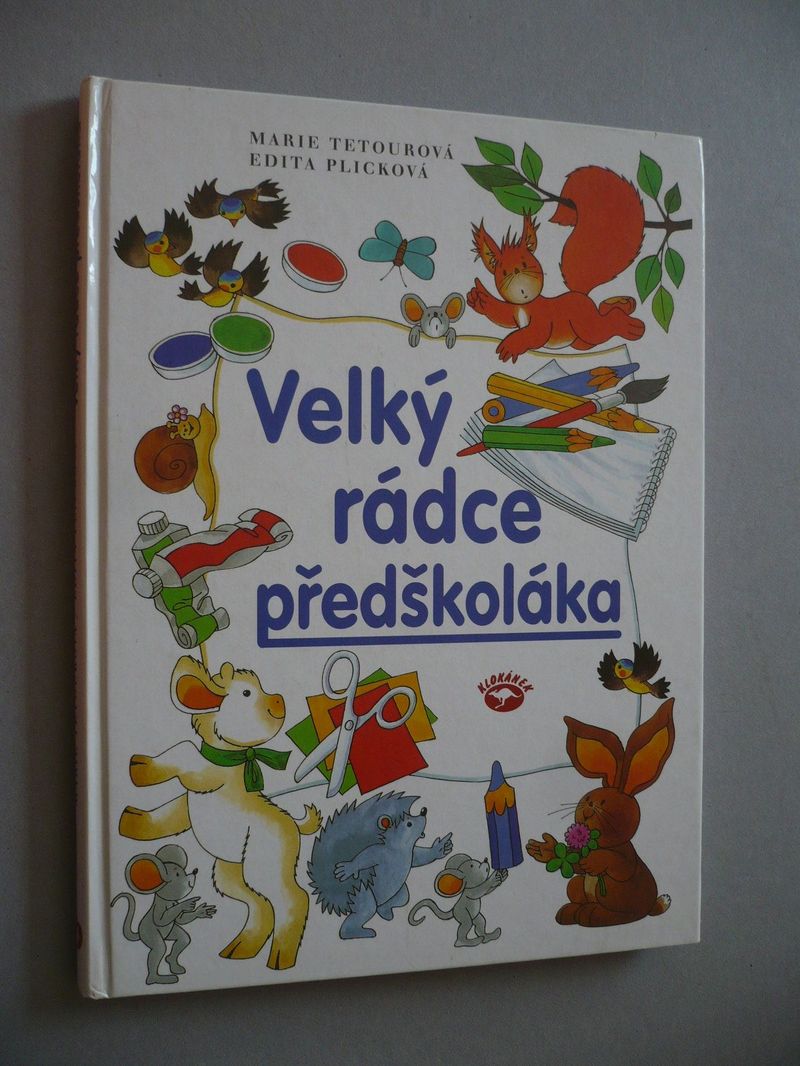 MARIE TETOUROVÁ
EDITA PLICKOVÁ
Velký
rádce
předškoláka
KLOKÁNEK